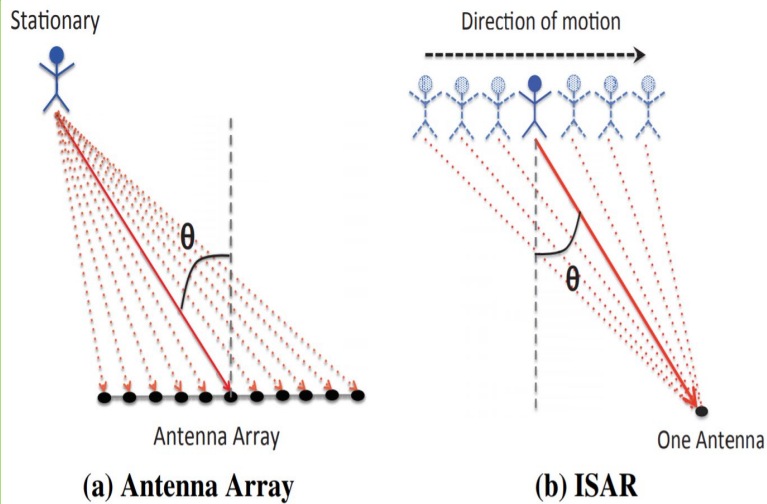 Stationary
Direction of motion
θ
θ
Antenna Array
One Antenna
(a) Antenna Array
(b) ISAR